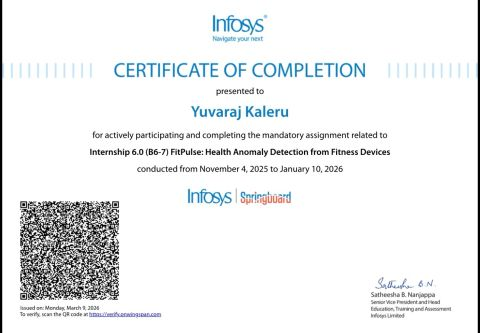 Infosys®
Navigate your next
CERTIFICATE OF COMPLETION
presented to
Yuvaraj Kaleru
for actively participating and completing the mandatory assignment related to
Internship 6.0 (B6-7) FitPulse: Health Anomaly Detection from Fitness Devices
conducted from November 4, 2025 to January 10, 2026
Infosys | Springboard
Satheesha B.N.
Satheesha B. Nanjappa
Senior Vice President and Head
Education, Training and Assessment
Infosys Limited
Issued on: Monday, March 9, 2026
To verify, scan the QR code at https://verify.onwingspan.com